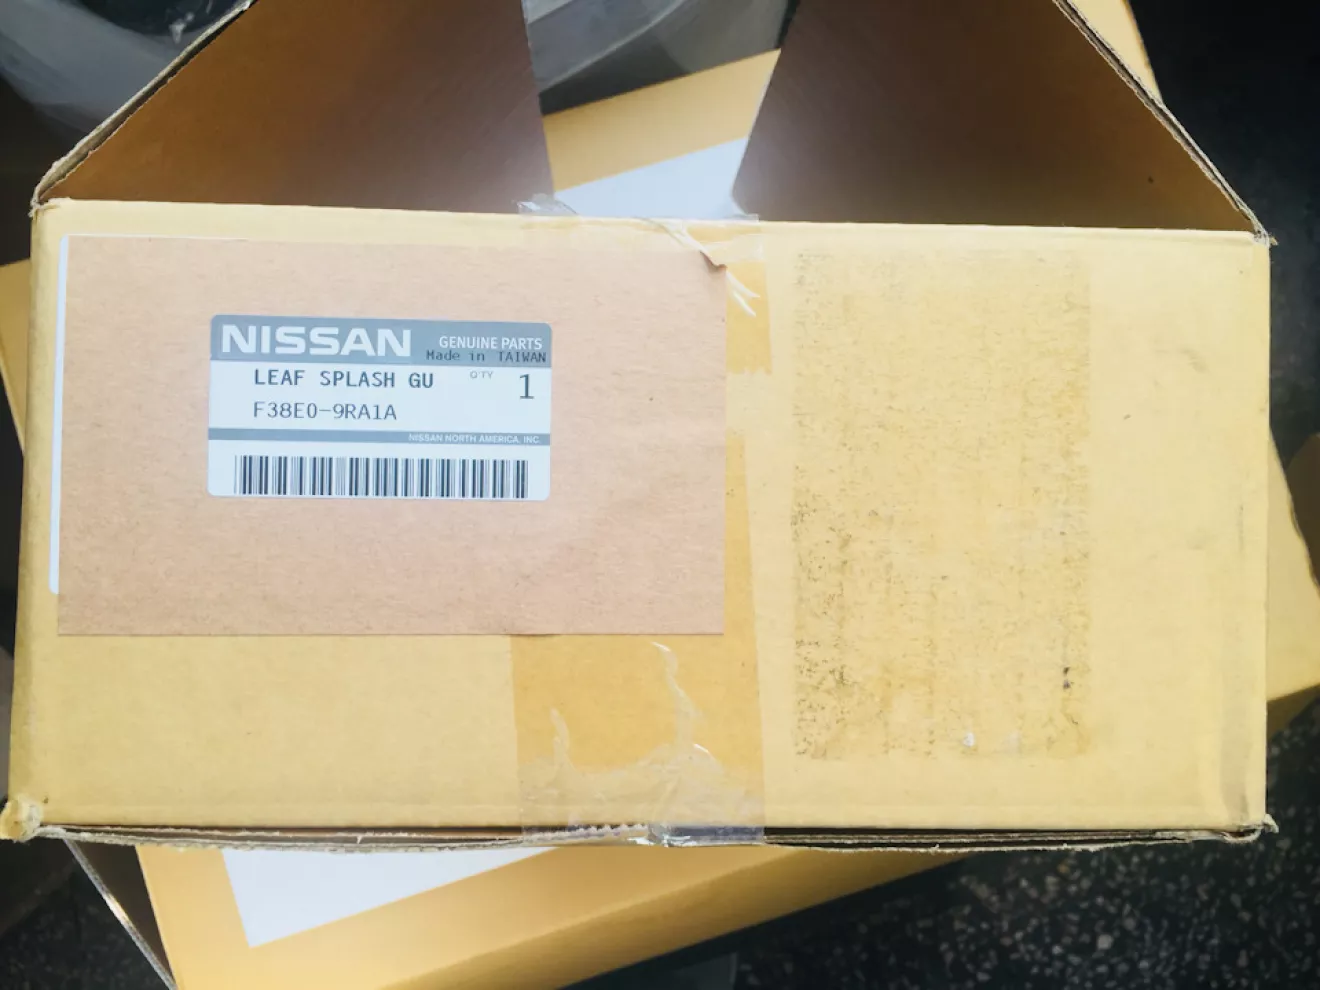 NISSAN GENUINE PARTS
Made in TAIWAN
LEAF SPLASH GU Q'TY 1
F38E0-9RA1A
NISSAN NORTH AMERICA, INC.